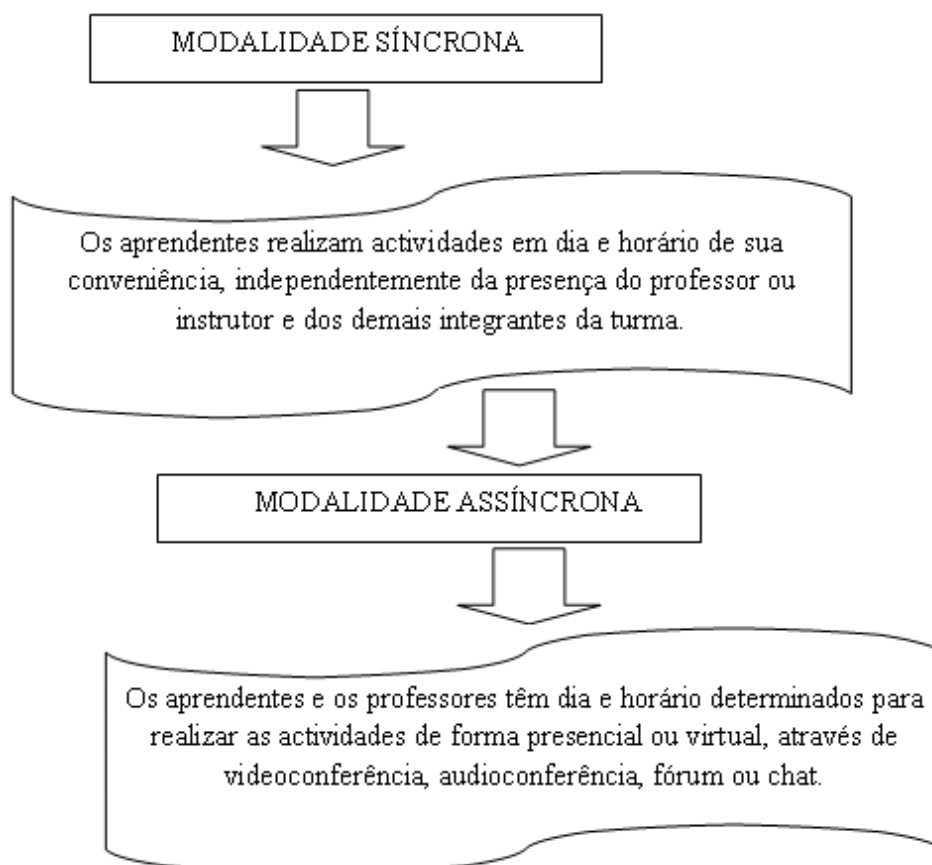 MODALIDADE SÍNCRONA
Os aprendentes realizam actividades em dia e horário de sua
conveniência, independentemente da presença do professor ou
instrutor e dos demais integrantes da turma.
MODALIDADE ASSÍNCRONA
Os aprendentes e os professores têm dia e horário determinados para
realizar as actividades de forma presencial ou virtual, através de
videoconferência, audioconferência, fórum ou chat.